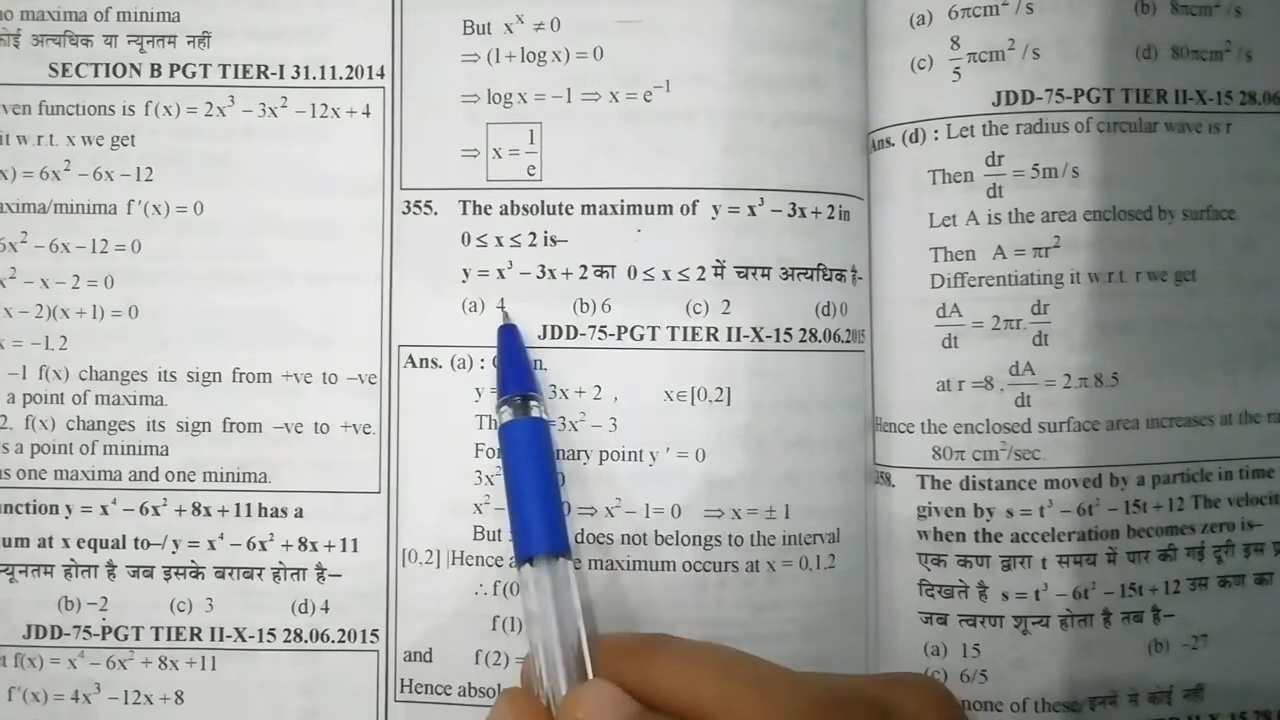 no maxima of minima
कोई अत्यधिक या न्यूनतम नहीं
SECTION B PGT TIER-I 31.11.2014
ven functions is f(x) = 2x³ – 3x² – 12x + 4
it w.r.t. x we get
x) = 6x² – 6x – 12
axima/minima f'(x) = 0
6x² – 6x – 12 = 0
x² – x – 2 = 0
x – 2)(x + 1) = 0
x = –1, 2
–1 f(x) changes its sign from +ve to –ve
a point of maxima.
2. f(x) changes its sign from –ve to +ve.
s a point of minima
as one maxima and one minima.
unction y = x⁴ – 6x² + 8x + 11 has a
um at x equal to–/ y = x⁴ – 6x² + 8x + 11
न्यूनतम होता है जब इसके बराबर होता है–
(b) –2 (c) 3 (d) 4
JDD-75-PGT TIER II-X-15 28.06.2015
f(x) = x⁴ – 6x² + 8x + 11
f'(x) = 4x³ – 12x + 8
But xˣ ≠ 0
⇒ (1 + log x) = 0
⇒ log x = –1 ⇒ x = e⁻¹
⇒ x = 1/e
355. The absolute maximum of y = x³ – 3x + 2 in
0 ≤ x ≤ 2 is–
y = x³ – 3x + 2 का 0 ≤ x ≤ 2 में चरम अत्यधिक है-
(a) 4 (b) 6 (c) 2 (d) 0
JDD-75-PGT TIER II-X-15 28.06.2015
Ans. (a) : n,
y = 3x + 2 , x∈[0,2]
Th =3x² – 3
For nary point y ' = 0
3x² 0
x² – 0 ⇒ x² – 1 = 0 ⇒ x = ± 1
But does not belongs to the interval
[0,2] |Hence a e maximum occurs at x = 0,1,2
∴ f(0
f(1)
and f(2) =
Hence absol
(a) 6πcm²/s (b) 8πcm²/s
(c) 8/5 πcm²/s (d) 80πcm²/s
JDD-75-PGT TIER II-X-15 28.06
Ans. (d) : Let the radius of circular wave is r
Then dr/dt = 5m/s
Let A is the area enclosed by surface
Then A = πr²
Differentiating it w.r.t. r we get
dA/dt = 2πr. dr/dt
at r =8 , dA/dt = 2.π.8.5
Hence the enclosed surface area increases at the ra
80π cm²/sec.
358. The distance moved by a particle in time
given by s = t³ – 6t² – 15t + 12 The velocit
when the acceleration becomes zero is–
एक कण द्वारा t समय में पार की गई दूरी इस प्र
दिखते है s = t³ – 6t² – 15t + 12 उस कण का
जब त्वरण शून्य होता है तब है–
(a) 15 (b) -27
(c) 6/5
none of these/ इनमें से कोई नहीं